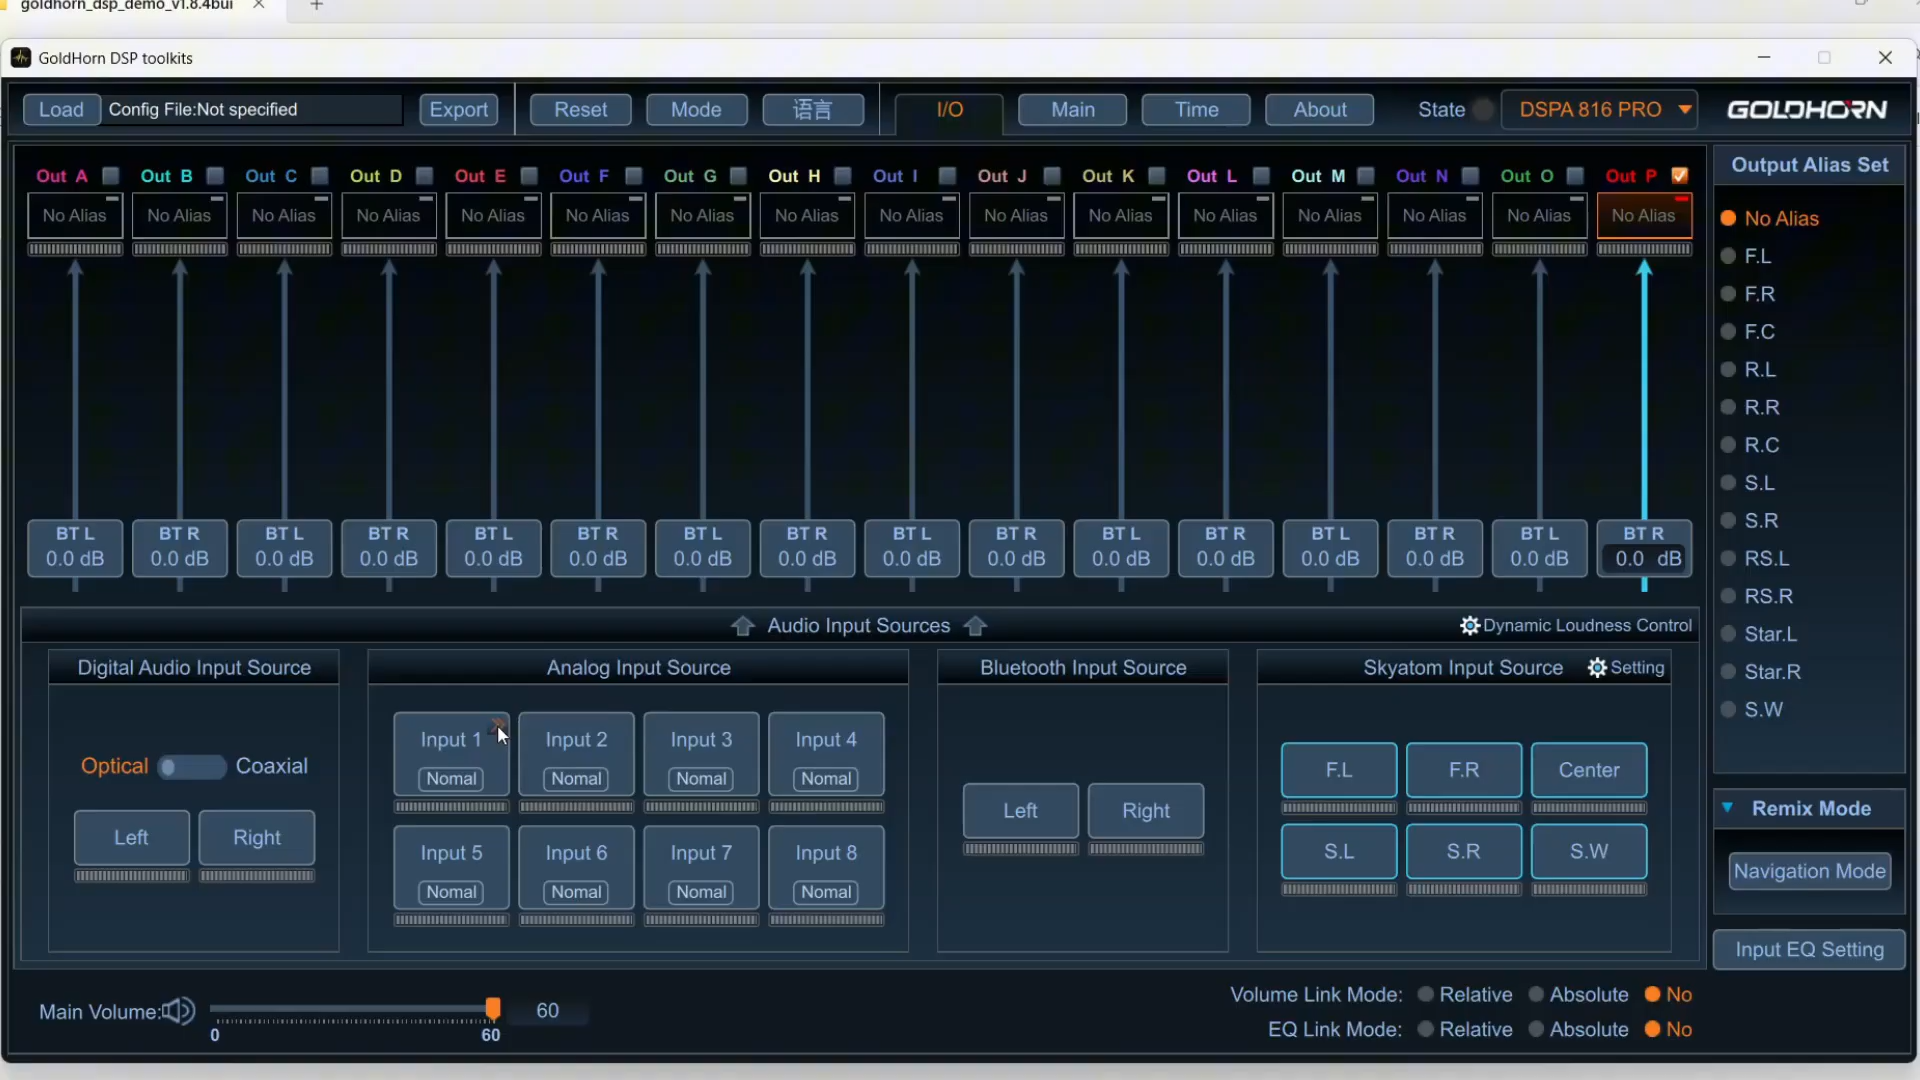 goldhorn_dsp_demo_v1.8.4bui
GoldHorn DSP toolkits
Load Config File:Not specified Export Reset Mode 语言 I/O Main Time About State DSPA 816 PRO GOLDHORN
Out A Out B Out C Out D Out E Out F Out G Out H Out I Out J Out K Out L Out M Out N Out O Out P
No Alias No Alias No Alias No Alias No Alias No Alias No Alias No Alias No Alias No Alias No Alias No Alias No Alias No Alias No Alias No Alias
BT L BT R BT L BT R BT L BT R BT L BT R BT L BT R BT L BT R BT L BT R BT L BT R
0.0 dB 0.0 dB 0.0 dB 0.0 dB 0.0 dB 0.0 dB 0.0 dB 0.0 dB 0.0 dB 0.0 dB 0.0 dB 0.0 dB 0.0 dB 0.0 dB 0.0 dB 0.0 dB
Output Alias Set
No Alias
F.L
F.R
F.C
R.L
R.R
R.C
S.L
S.R
RS.L
RS.R
Star.L
Star.R
S.W
Audio Input Sources
Dynamic Loudness Control
Digital Audio Input Source
Optical Coaxial
Left Right
Analog Input Source
Input 1 Input 2 Input 3 Input 4
Nomal Nomal Nomal Nomal
Input 5 Input 6 Input 7 Input 8
Nomal Nomal Nomal Nomal
Bluetooth Input Source
Left Right
Skyatom Input Source Setting
F.L F.R Center
S.L S.R S.W
Remix Mode
Navigation Mode
Input EQ Setting
Main Volume: 60
0 60
Volume Link Mode: Relative Absolute No
EQ Link Mode: Relative Absolute No